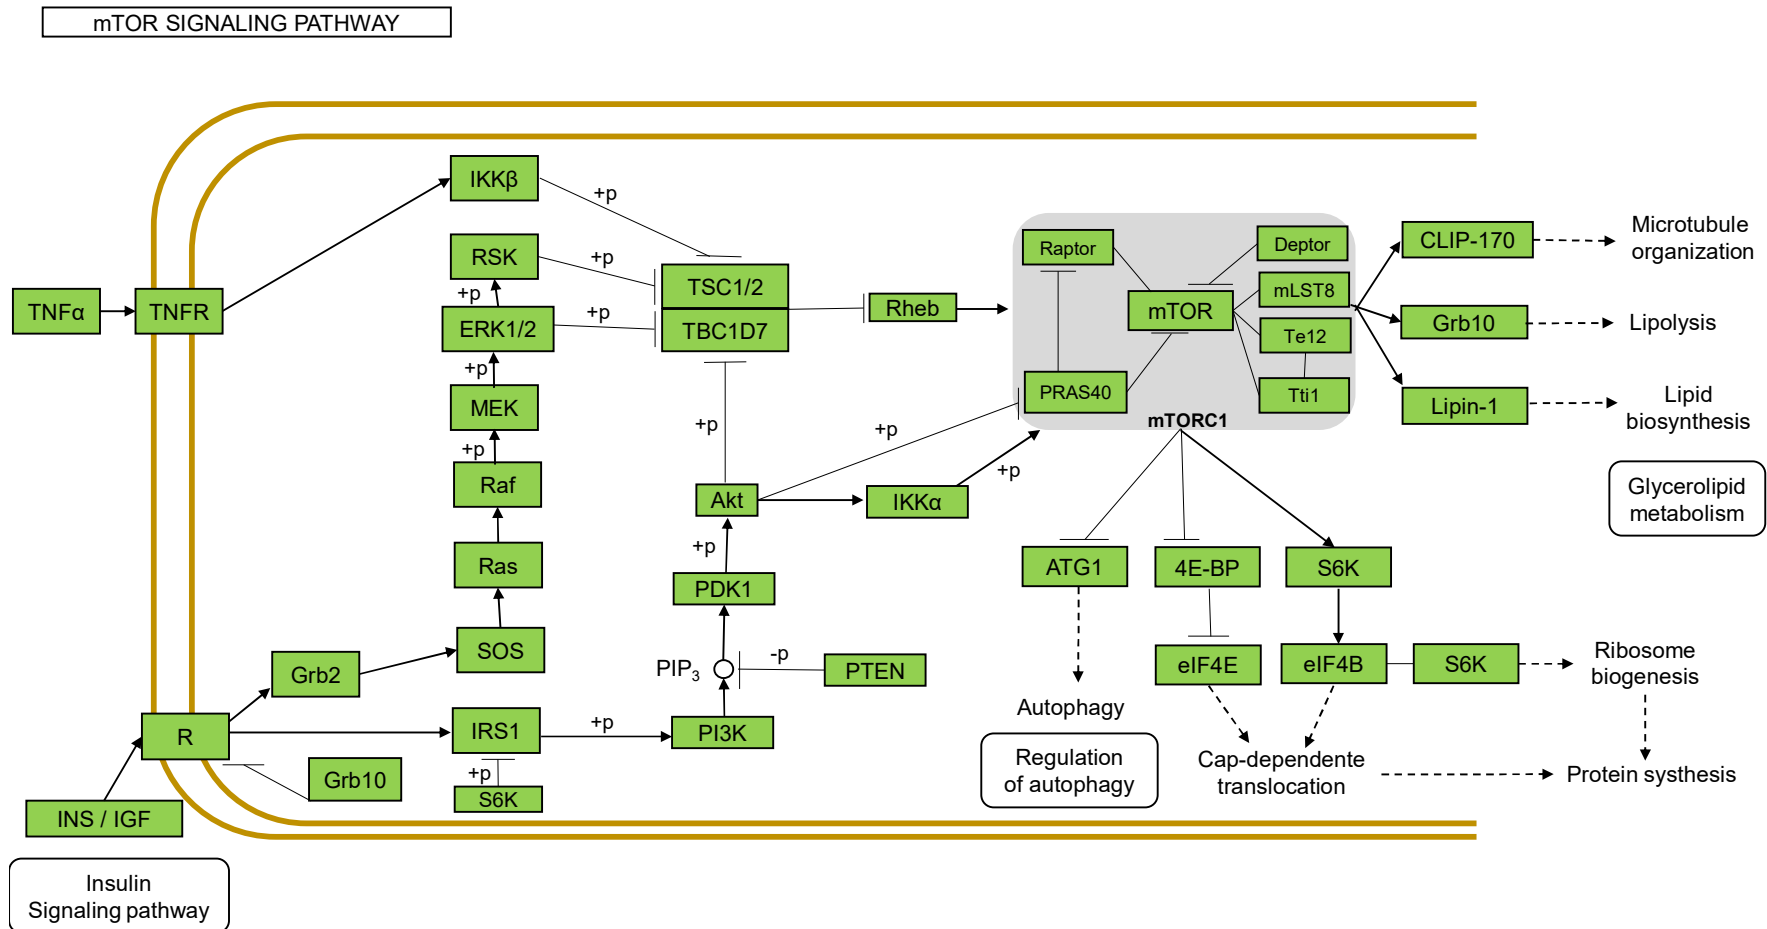 mTOR SIGNALING PATHWAY
IKKβ
+p
RSK
+p
TSC1/2
TBC1D7
+p
ERK1/2
+p
TNFα
TNFR
Rheb
Raptor
Deptor
mLST8
mTOR
Te12
PRAS40
Tti1
mTORC1
CLIP-170
Microtubule
organization
Grb10
Lipolysis
Lipin-1
Lipid
biosynthesis
Glycerolipid
metabolism
+p
MEK
+p
Raf
Ras
SOS
Grb2
+p
+p
+p
Akt
IKKα
+p
PDK1
PIP3
-p
PTEN
PI3K
+p
IRS1
+p
S6K
R
Grb10
INS / IGF
Insulin
Signaling pathway
ATG1
4E-BP
S6K
eIF4E
eIF4B
S6K
Ribosome
biogenesis
Autophagy
Regulation
of autophagy
Cap-dependente
translocation
Protein systhesis